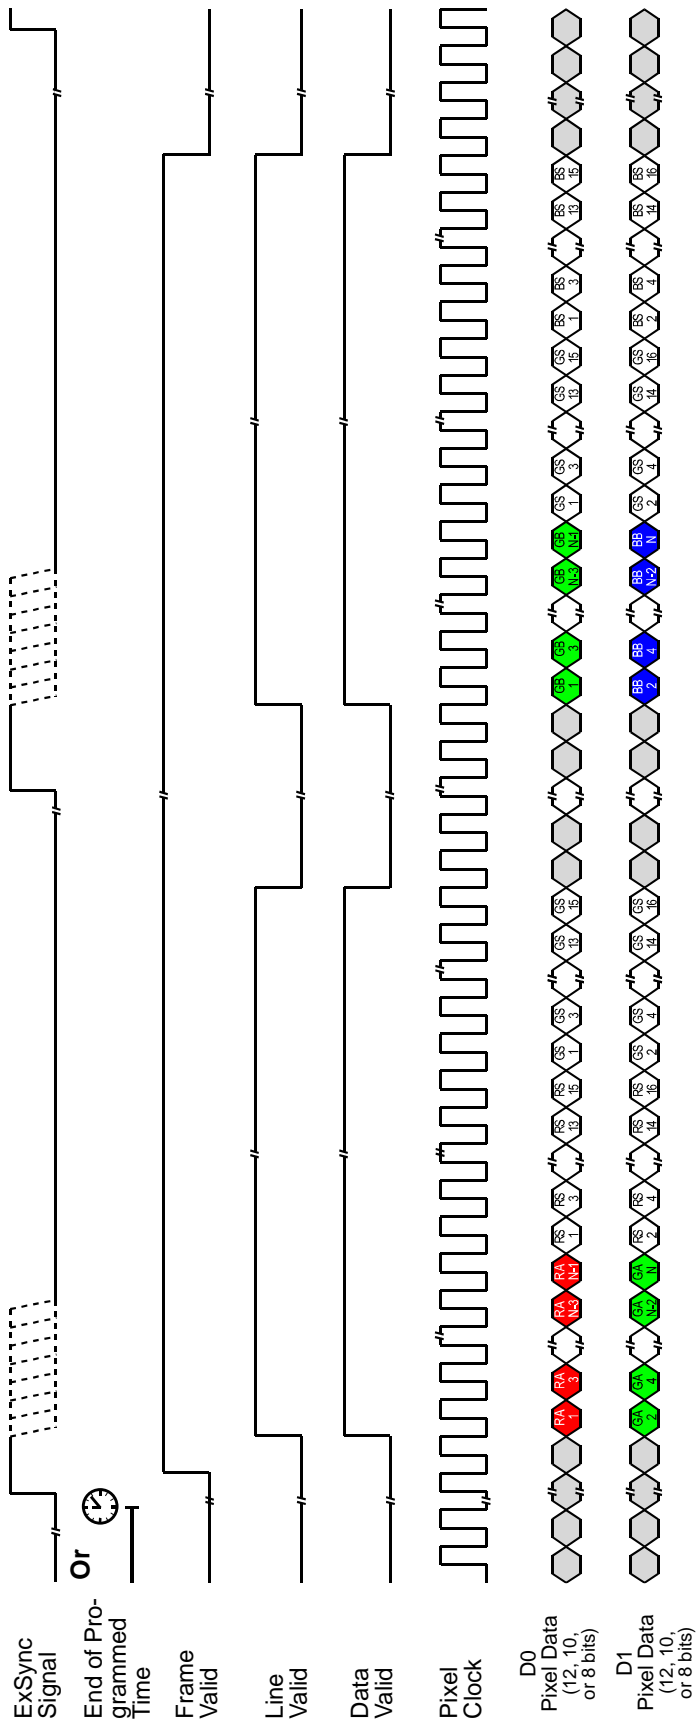 ExSync
Signal
Or
End of Pro-
grammed
Time
Frame
Valid
Line
Valid
Data
Valid
Pixel
Clock
D0
Pixel Data
(12, 10,
or 8 bits)
RA RA RA RA RS RS RS RS GS GS GS GS GB GB GB GB GS GS GS GS BS BS BS BS
1 3 N-3 N-1 1 3 13 15 1 3 13 15 1 3 N-3 N-1 1 3 13 15 1 3 13 15
D1
Pixel Data
(12, 10,
or 8 bits)
GA GA GA GA RS RS RS RS GS GS GS GS BB BB BB BB GS GS GS GS BS BS BS BS
2 4 N-2 N 2 4 14 16 2 4 14 16 2 4 N-2 N 2 4 14 16 2 4 14 16